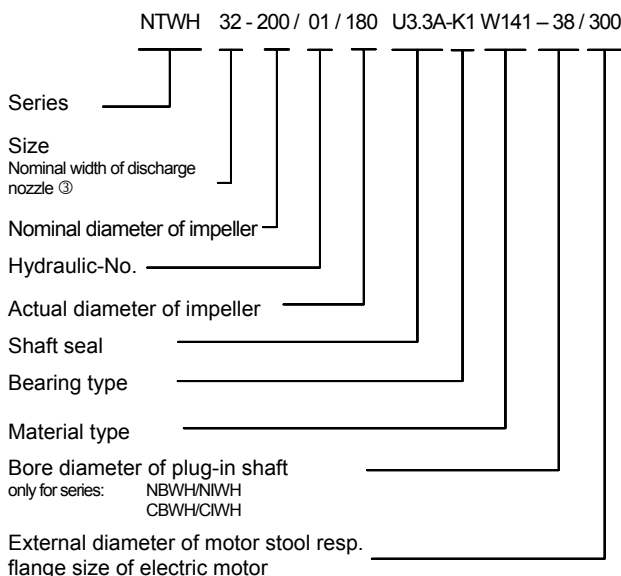 NTWH 32 - 200 / 01 / 180 U3.3A-K1 W141 – 38 / 300
Series
Size
Nominal width of discharge
nozzle ③
Nominal diameter of impeller
Hydraulic-No.
Actual diameter of impeller
Shaft seal
Bearing type
Material type
Bore diameter of plug-in shaft
only for series: NBWH/NIWH
CBWH/CIWH
External diameter of motor stool resp.
flange size of electric motor